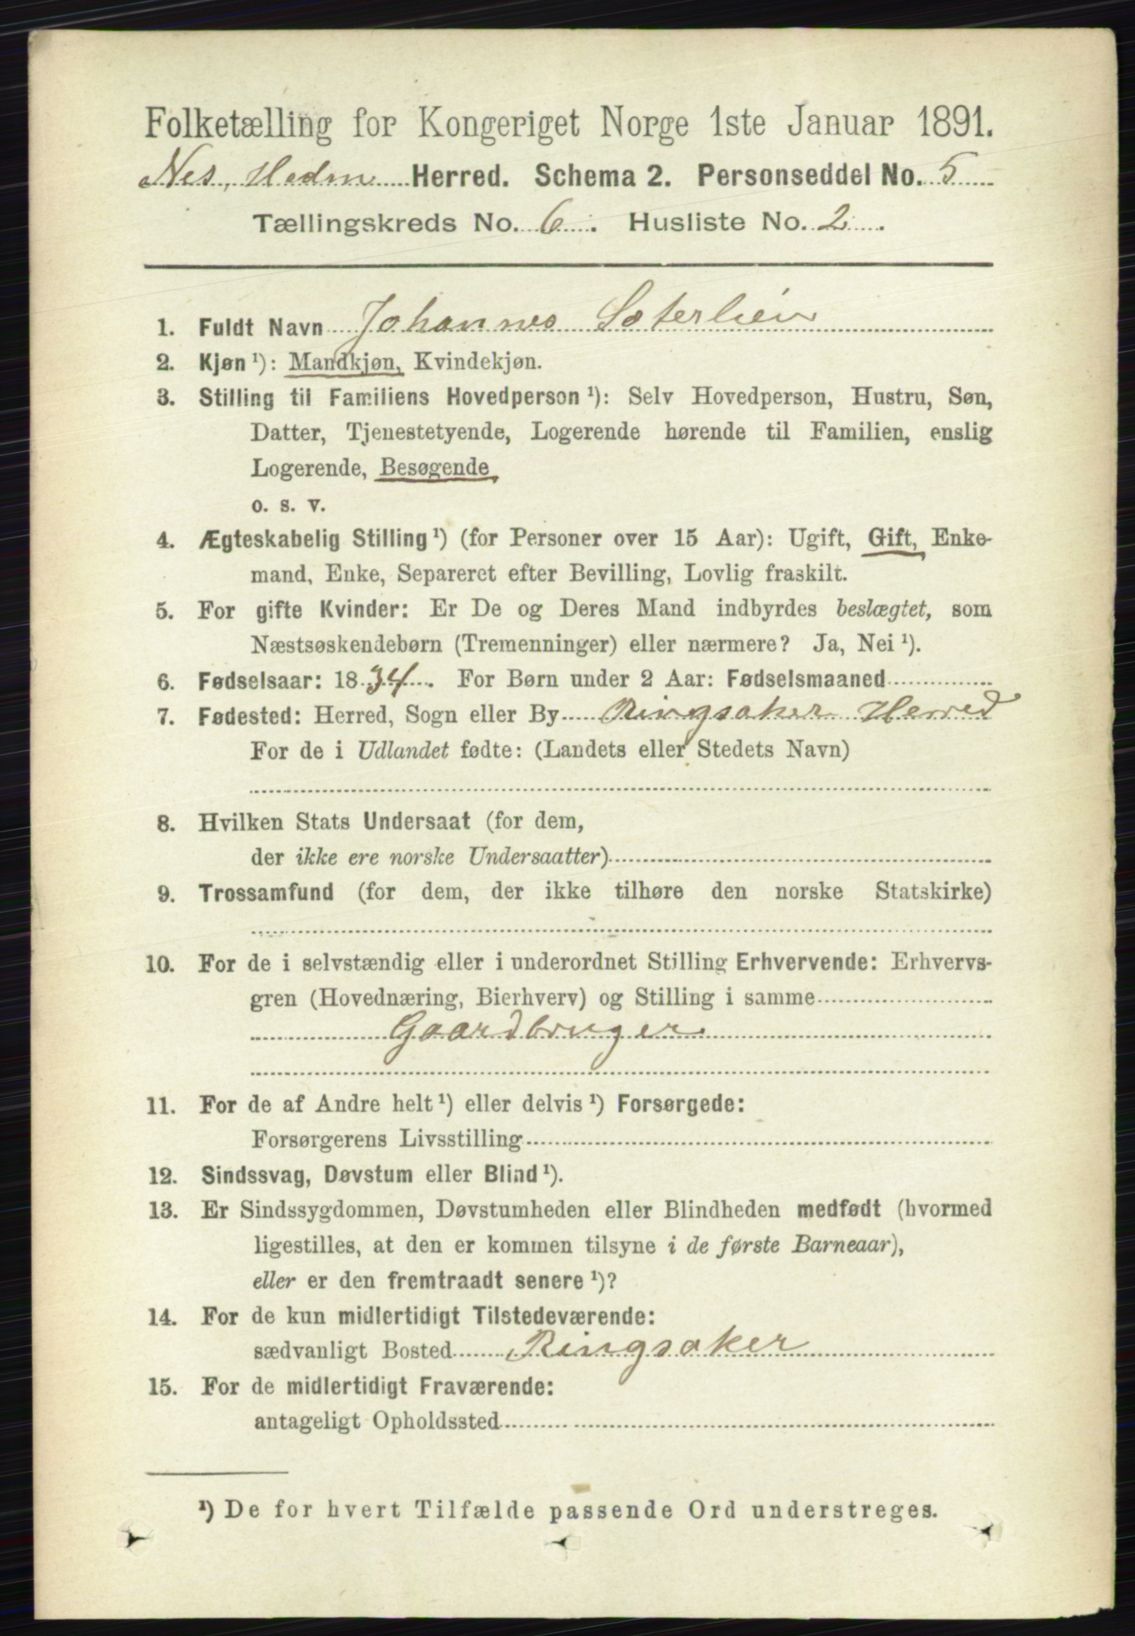 Folketælling for Kongeriget Norge 1ste Januar 1891.
Nes, Hedm Herred. Schema 2. Personseddel No. 5
Tællingskreds No. 6. Husliste No. 2.
1. Fuldt Navn Johannes Sæterlien
2. Kjøn ¹): Mandkjøn, Kvindekjøn.
3. Stilling til Familiens Hovedperson ¹): Selv Hovedperson, Hustru, Søn,
Datter, Tjenestetyende, Logerende hørende til Familien, enslig
Logerende, Besøgende
o. s. v.
4. Ægteskabelig Stilling ¹) (for Personer over 15 Aar): Ugift, Gift, Enke-
mand, Enke, Separeret efter Bevilling, Lovlig fraskilt.
5. For gifte Kvinder: Er De og Deres Mand indbyrdes beslægtet, som
Næstsøskendebørn (Tremenninger) eller nærmere? Ja, Nei ¹).
6. Fødselsaar: 1834. For Børn under 2 Aar: Fødselsmaaned
7. Fødested: Herred, Sogn eller By Ringsaker Herred
For de i Udlandet fødte: (Landets eller Stedets Navn)
8. Hvilken Stats Undersaat (for dem,
der ikke ere norske Undersaatter)
9. Trossamfund (for dem, der ikke tilhøre den norske Statskirke)
10. For de i selvstændig eller i underordnet Stilling Erhvervende: Erhvervs-
gren (Hovednæring, Bierhverv) og Stilling i samme
Gaardbruger
11. For de af Andre helt ¹) eller delvis ¹) Forsørgede:
Forsørgerens Livsstilling
12. Sindssvag, Døvstum eller Blind ¹).
13. Er Sindssygdommen, Døvstumheden eller Blindheden medfødt (hvormed
ligestilles, at den er kommen tilsyne i de første Barneaar),
eller er den fremtraadt senere ¹)?
14. For de kun midlertidigt Tilstedeværende:
sædvanligt Bosted Ringsaker
15. For de midlertidigt Fraværende:
antageligt Opholdssted
¹) De for hvert Tilfælde passende Ord understreges.